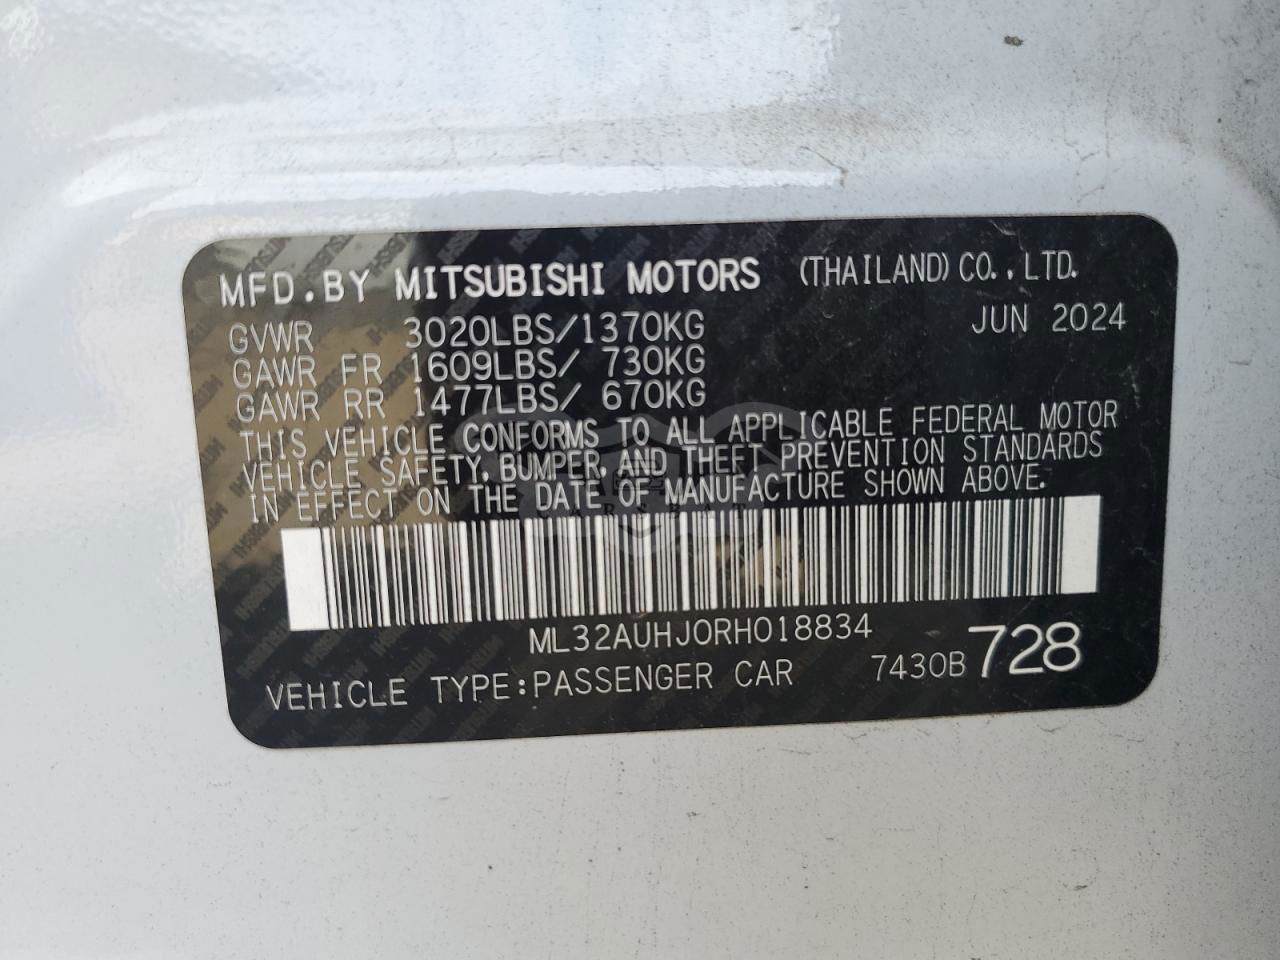 MFD.BY MITSUBISHI MOTORS (THAILAND) CO.,LTD.
GVWR 3020LBS/1370KG JUN 2024
GAWR FR 1609LBS/ 730KG
GAWR RR 1477LBS/ 670KG
THIS VEHICLE CONFORMS TO ALL APPLICABLE FEDERAL MOTOR
VEHICLE SAFETY, BUMPER, AND THEFT PREVENTION STANDARDS
IN EFFECT ON THE DATE OF MANUFACTURE SHOWN ABOVE.
ML32AUHJ0RH018834
VEHICLE TYPE:PASSENGER CAR 7430B 728